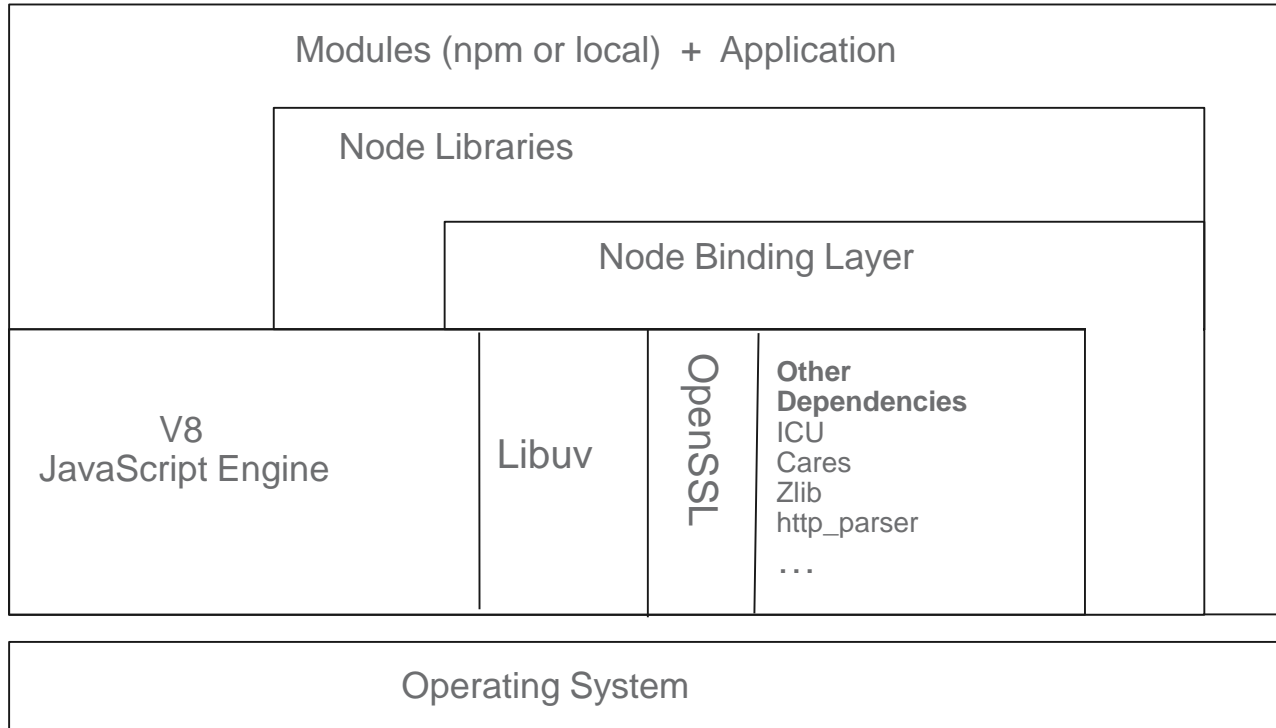 Modules (npm or local) + Application
Node Libraries
Node Binding Layer
V8
JavaScript Engine
Libuv
OpenSSL
Other
Dependencies
ICU
Cares
Zlib
http_parser
...
Operating System